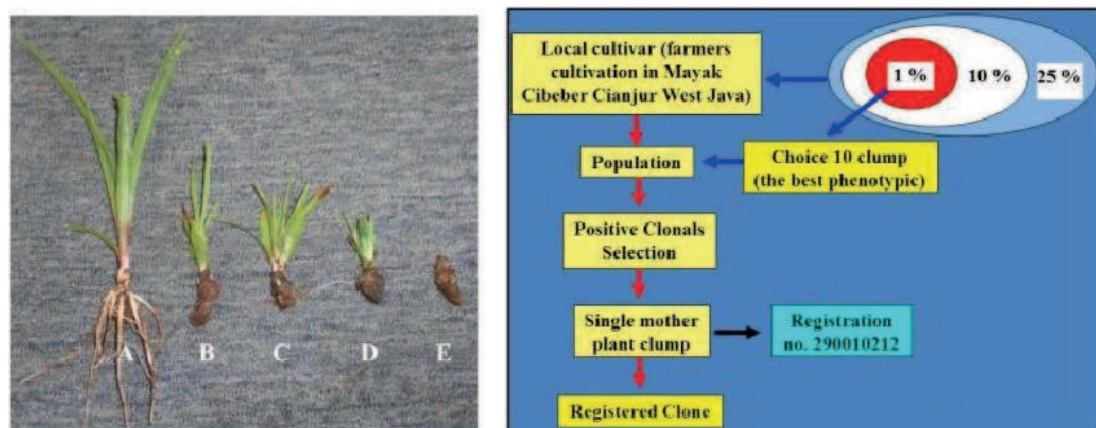 A B C D E
Local cultivar (farmers
cultivation in Mayak
Cibeber Cianjur West Java)
1 %
10 %
25 %
Population
Choice 10 clump
(the best phenotypic)
Positive Clonals
Selection
Single mother
plant clump
Registration
no. 290010212
Registered Clone